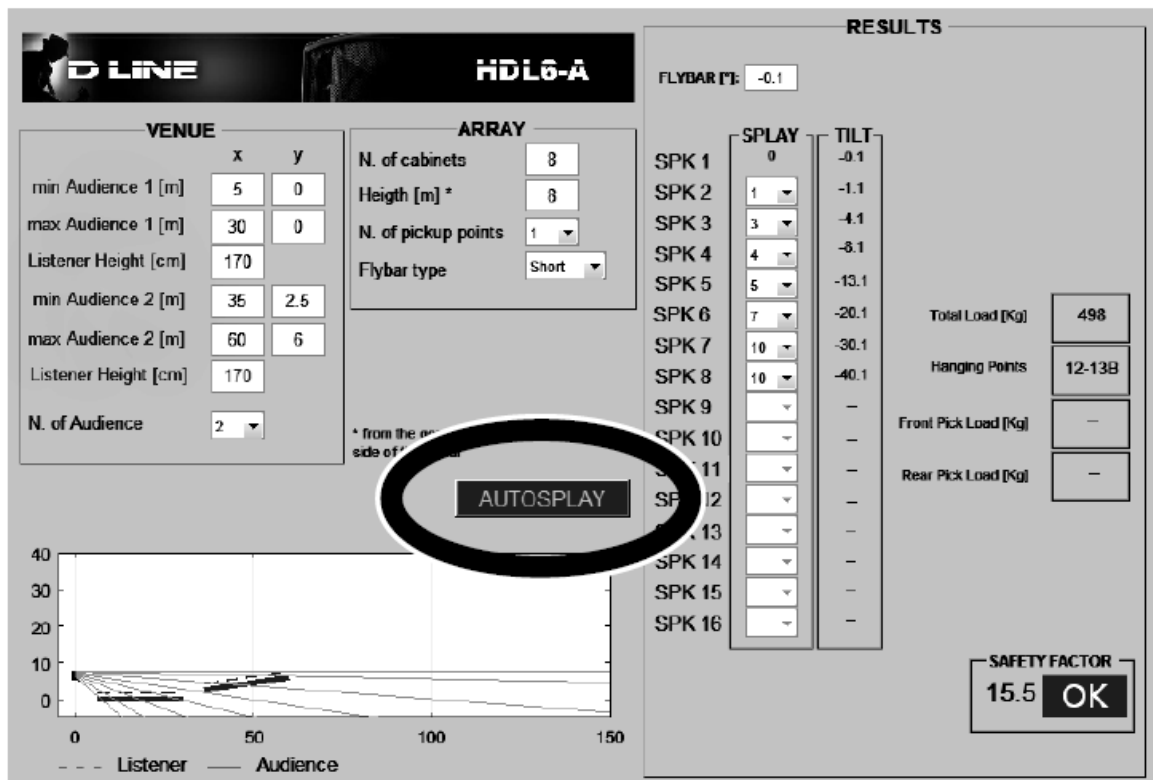 D LINE HDL6-A
VENUE
x y
min Audience 1 [m] 5 0
max Audience 1 [m] 30 0
Listener Height [cm] 170
min Audience 2 [m] 35 2.5
max Audience 2 [m] 60 6
Listener Height [cm] 170
N. of Audience 2
ARRAY
N. of cabinets 8
Heigth [m] * 8
N. of pickup points 1
Flybar type Short
* from the
side of
AUTOSPLAY
40
30
20
10
0
0 50 100 150
Listener Audience
RESULTS
FLYBAR [°]: -0.1
SPLAY TILT
SPK 1 0 -0.1
SPK 2 1 -1.1
SPK 3 3 -4.1
SPK 4 4 -8.1
SPK 5 5 -13.1
SPK 6 7 -20.1
SPK 7 10 -30.1
SPK 8 10 -40.1
SPK 9 –
SPK 10 –
11 –
SPK 12 –
13 –
SPK 14 –
SPK 15 –
SPK 16 –
Total Load [Kg] 498
Hanging Points 12-13B
Front Pick Load [Kg] –
Rear Pick Load [Kg] –
SAFETY FACTOR
15.5 OK